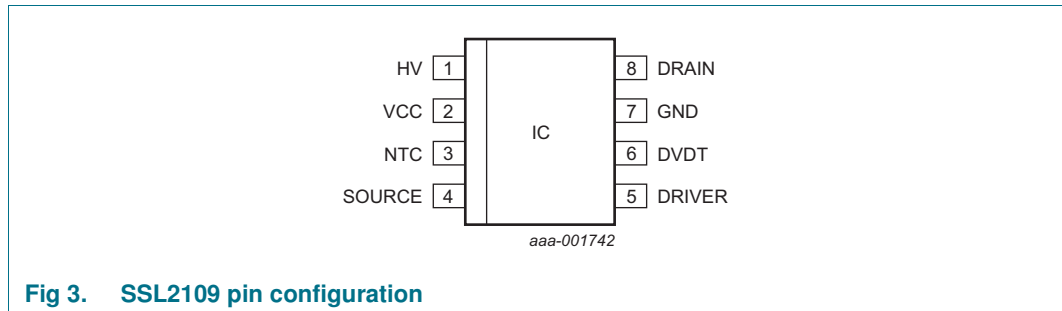 HV 1 8 DRAIN
VCC 2 7 GND
IC
NTC 3 6 DVDT
SOURCE 4 5 DRIVER
aaa-001742
Fig 3. SSL2109 pin configuration